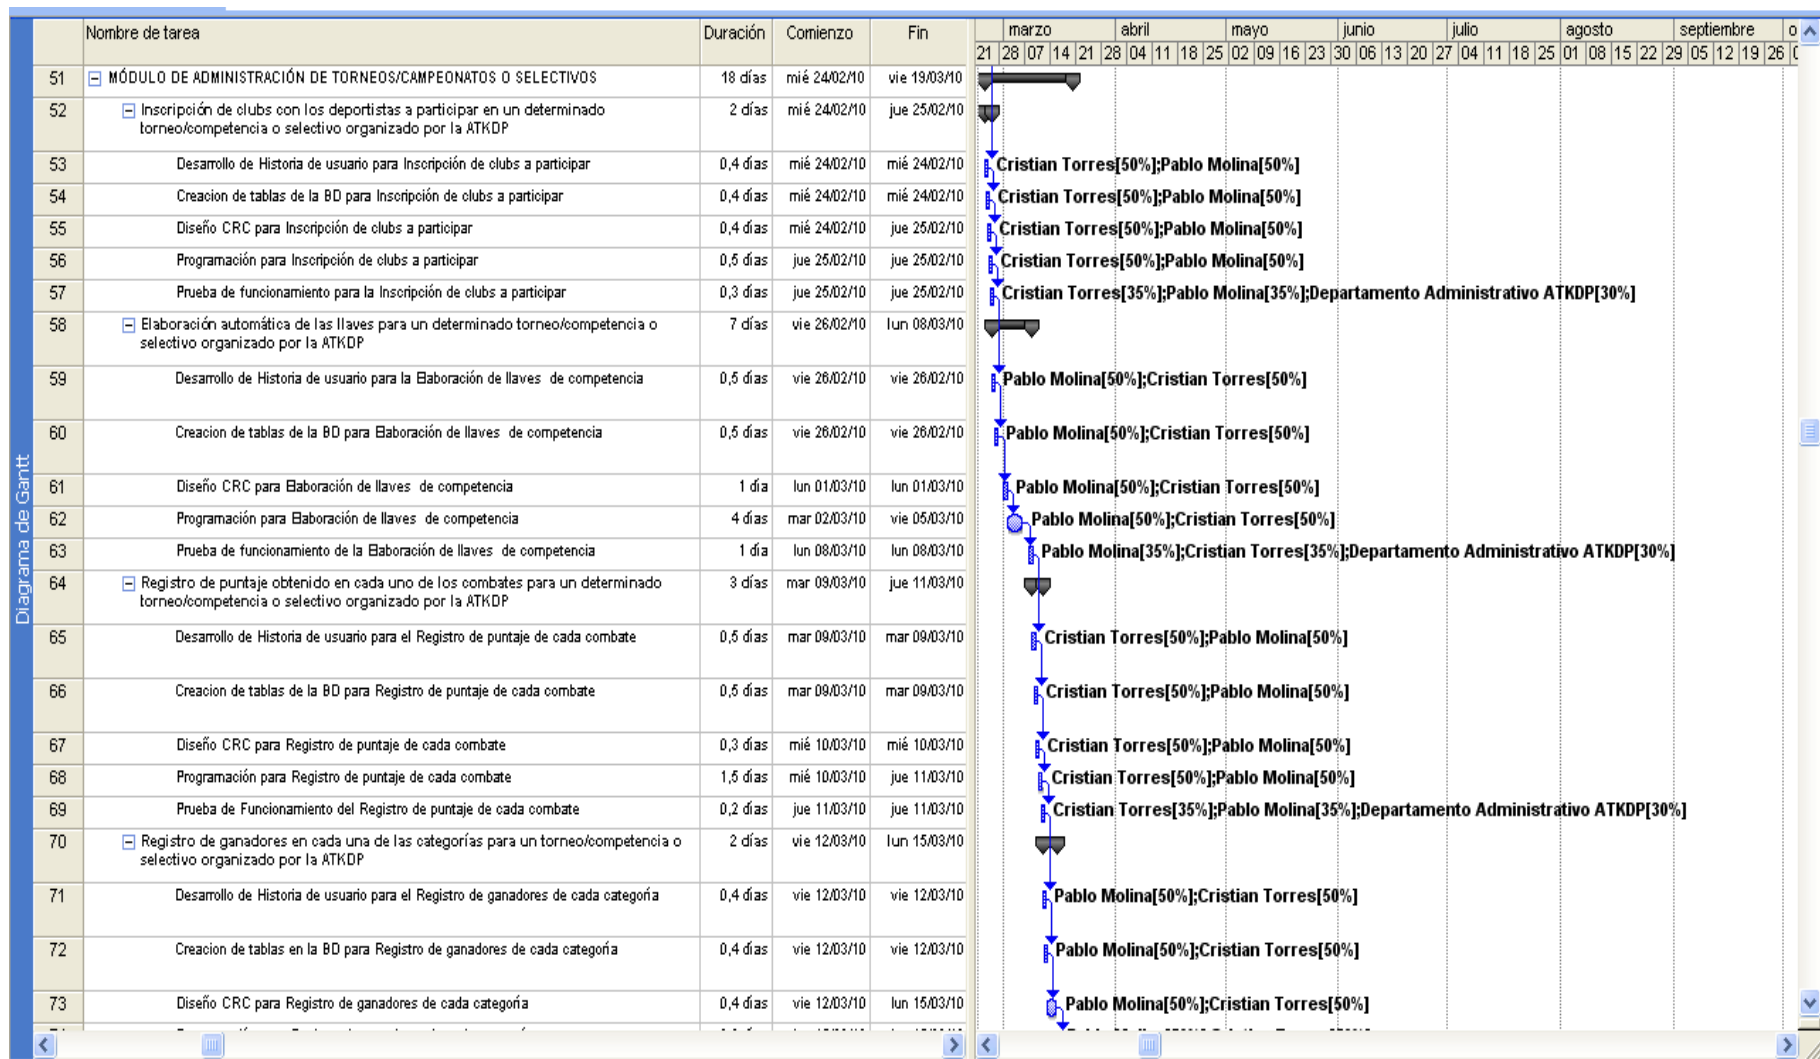 Nombre de tarea Duración Comienzo Fin
marzo abril mayo junio julio agosto septiembre o
21 28 07 14 21 28 04 11 18 25 02 09 16 23 30 06 13 20 27 04 11 18 25 01 08 15 22 29 05 12 19 26
Diagrama de Gantt
51 MÓDULO DE ADMINISTRACIÓN DE TORNEOS/CAMPEONATOS O SELECTIVOS 18 días mié 24/02/10 vie 19/03/10
52 Inscripción de clubs con los deportistas a participar en un determinado 2 días mié 24/02/10 jue 25/02/10
torneo/competencia o selectivo organizado por la ATKDP
53 Desarrollo de Historia de usuario para Inscripción de clubs a participar 0,4 días mié 24/02/10 mié 24/02/10 Cristian Torres[50%];Pablo Molina[50%]
54 Creacion de tablas de la BD para Inscripción de clubs a participar 0,4 días mié 24/02/10 mié 24/02/10 Cristian Torres[50%];Pablo Molina[50%]
55 Diseño CRC para Inscripción de clubs a participar 0,4 días mié 24/02/10 jue 25/02/10 Cristian Torres[50%];Pablo Molina[50%]
56 Programación para Inscripción de clubs a participar 0,5 días jue 25/02/10 jue 25/02/10 Cristian Torres[50%];Pablo Molina[50%]
57 Prueba de funcionamiento para la Inscripción de clubs a participar 0,3 días jue 25/02/10 jue 25/02/10 Cristian Torres[35%];Pablo Molina[35%];Departamento Administrativo ATKDP[30%]
58 Elaboración automática de las llaves para un determinado torneo/competencia o 7 días vie 26/02/10 lun 08/03/10
selectivo organizado por la ATKDP
59 Desarrollo de Historia de usuario para la Elaboración de llaves de competencia 0,5 días vie 26/02/10 vie 26/02/10 Pablo Molina[50%];Cristian Torres[50%]
60 Creacion de tablas de la BD para Elaboración de llaves de competencia 0,5 días vie 26/02/10 vie 26/02/10 Pablo Molina[50%];Cristian Torres[50%]
61 Diseño CRC para Elaboración de llaves de competencia 1 día lun 01/03/10 lun 01/03/10 Pablo Molina[50%];Cristian Torres[50%]
62 Programación para Elaboración de llaves de competencia 4 días mar 02/03/10 vie 05/03/10 Pablo Molina[50%];Cristian Torres[50%]
63 Prueba de funcionamiento de la Elaboración de llaves de competencia 1 día lun 08/03/10 lun 08/03/10 Pablo Molina[35%];Cristian Torres[35%];Departamento Administrativo ATKDP[30%]
64 Registro de puntaje obtenido en cada uno de los combates para un determinado 3 días mar 09/03/10 jue 11/03/10
torneo/competencia o selectivo organizado por la ATKDP
65 Desarrollo de Historia de usuario para el Registro de puntaje de cada combate 0,5 días mar 09/03/10 mar 09/03/10 Cristian Torres[50%];Pablo Molina[50%]
66 Creacion de tablas de la BD para Registro de puntaje de cada combate 0,5 días mar 09/03/10 mar 09/03/10 Cristian Torres[50%];Pablo Molina[50%]
67 Diseño CRC para Registro de puntaje de cada combate 0,3 días mié 10/03/10 mié 10/03/10 Cristian Torres[50%];Pablo Molina[50%]
68 Programación para Registro de puntaje de cada combate 1,5 días mié 10/03/10 jue 11/03/10 Cristian Torres[50%];Pablo Molina[50%]
69 Prueba de Funcionamiento del Registro de puntaje de cada combate 0,2 días jue 11/03/10 jue 11/03/10 Cristian Torres[35%];Pablo Molina[35%];Departamento Administrativo ATKDP[30%]
70 Registro de ganadores en cada una de las categorías para un torneo/competencia o 2 días vie 12/03/10 lun 15/03/10
selectivo organizado por la ATKDP
71 Desarrollo de Historia de usuario para el Registro de ganadores de cada categoría 0,4 días vie 12/03/10 vie 12/03/10 Pablo Molina[50%];Cristian Torres[50%]
72 Creacion de tablas en la BD para Registro de ganadores de cada categoría 0,4 días vie 12/03/10 vie 12/03/10 Pablo Molina[50%];Cristian Torres[50%]
73 Diseño CRC para Registro de ganadores de cada categoría 0,4 días vie 12/03/10 lun 15/03/10 Pablo Molina[50%];Cristian Torres[50%]